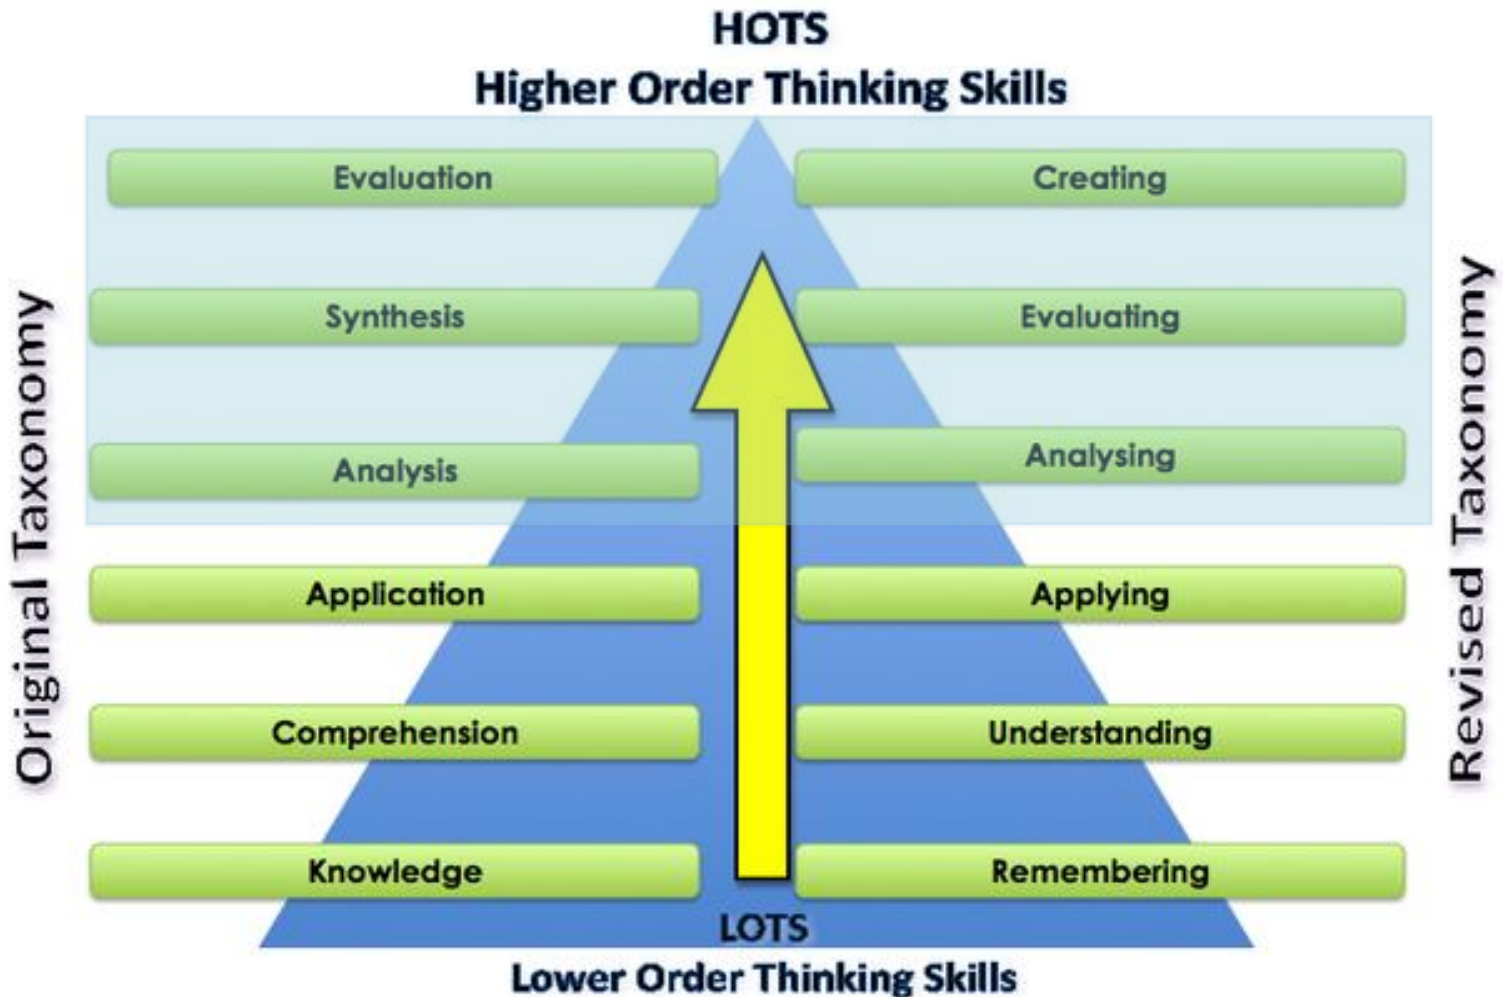 HOTS
Higher Order Thinking Skills
Evaluation
Creating
Synthesis
Evaluating
Analysis
Analysing
Application
Applying
Comprehension
Understanding
Knowledge
Remembering
Original Taxonomy
Revised Taxonomy
LOTS
Lower Order Thinking Skills